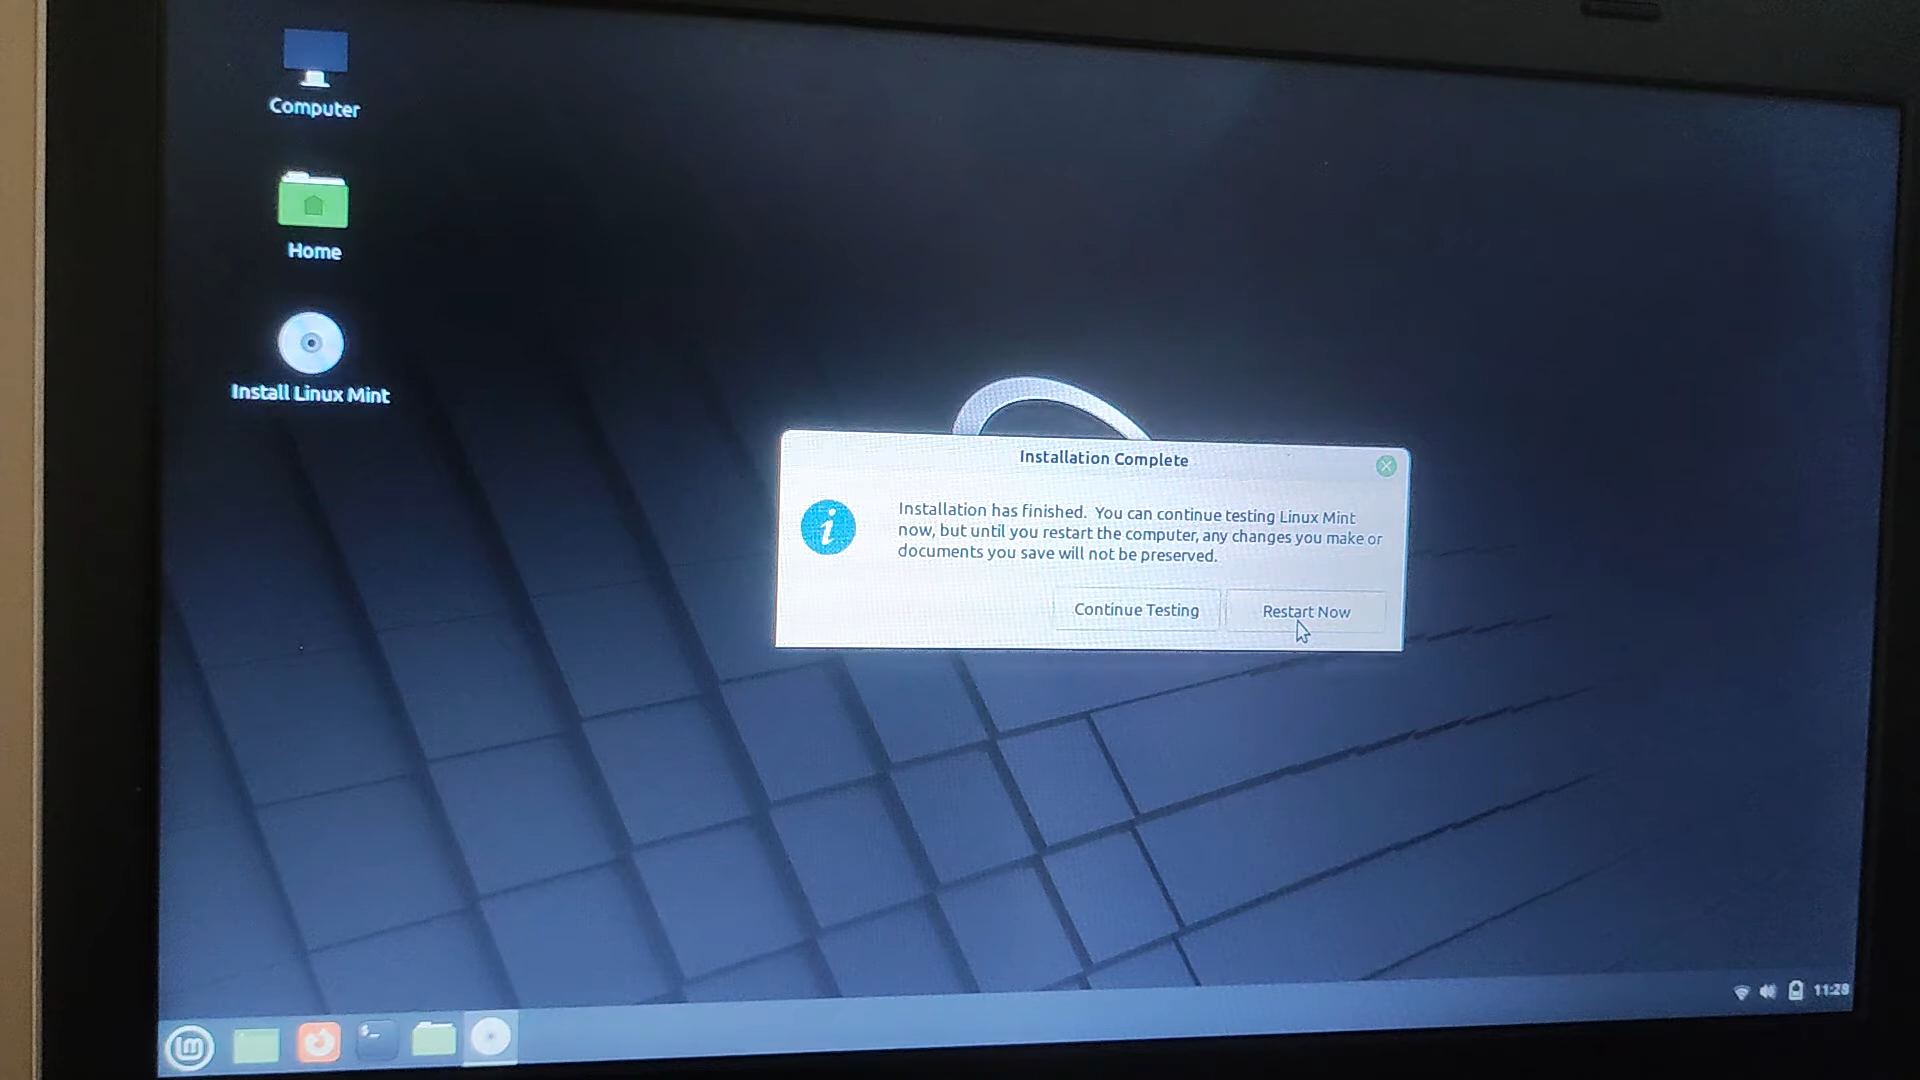 Computer
Home
Install Linux Mint
Installation Complete
Installation has finished. You can continue testing Linux Mint
now, but until you restart the computer, any changes you make or
documents you save will not be preserved.
Continue Testing
Restart Now
11:28